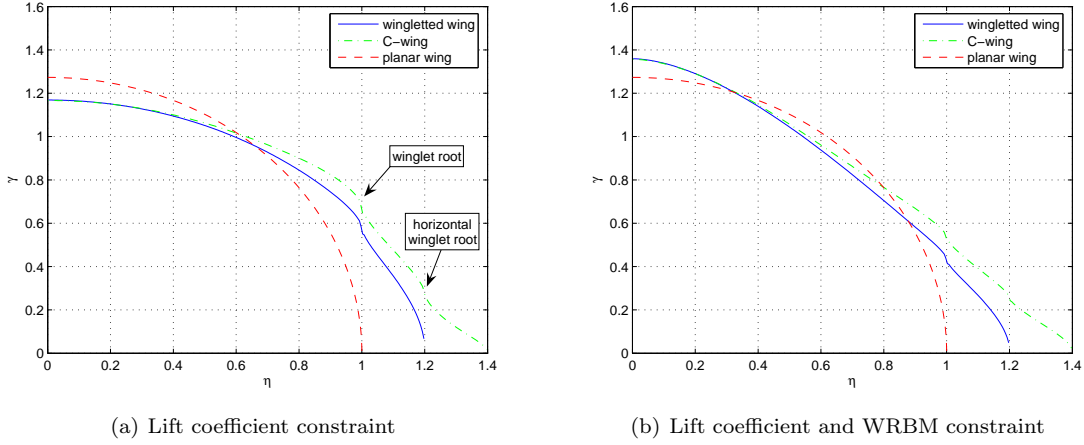 1.6
1.4
1.2
1
0.8
0.6
0.4
0.2
0
γ
0
0.2
0.4
0.6
0.8
1
1.2
1.4
η
wingletted wing
C−wing
planar wing
winglet root
horizontal
winglet root
(a) Lift coefficient constraint
1.6
1.4
1.2
1
0.8
0.6
0.4
0.2
0
γ
0
0.2
0.4
0.6
0.8
1
1.2
1.4
η
wingletted wing
C−wing
planar wing
(b) Lift coefficient and WRBM constraint